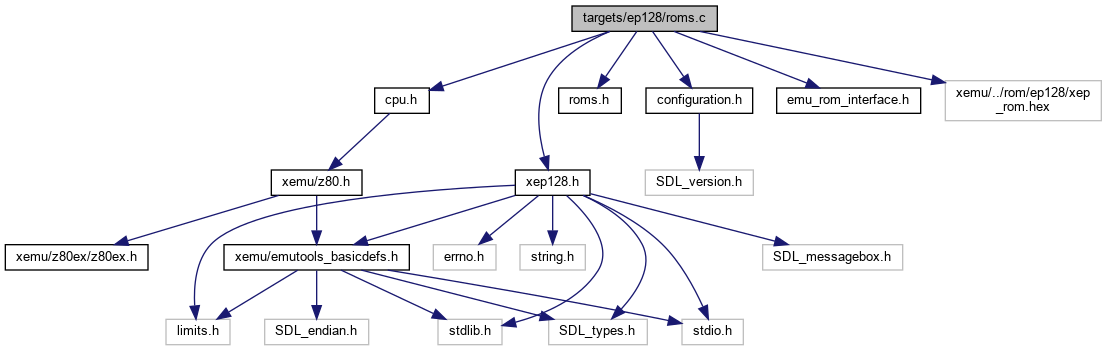 targets/ep128/roms.c
cpu.h
roms.h
configuration.h
emu_rom_interface.h
xemu/../rom/ep128/xep
_rom.hex
xemu/z80.h
xep128.h
SDL_version.h
xemu/z80ex/z80ex.h
xemu/emutools_basicdefs.h
errno.h
string.h
SDL_messagebox.h
limits.h
SDL_endian.h
stdlib.h
SDL_types.h
stdio.h